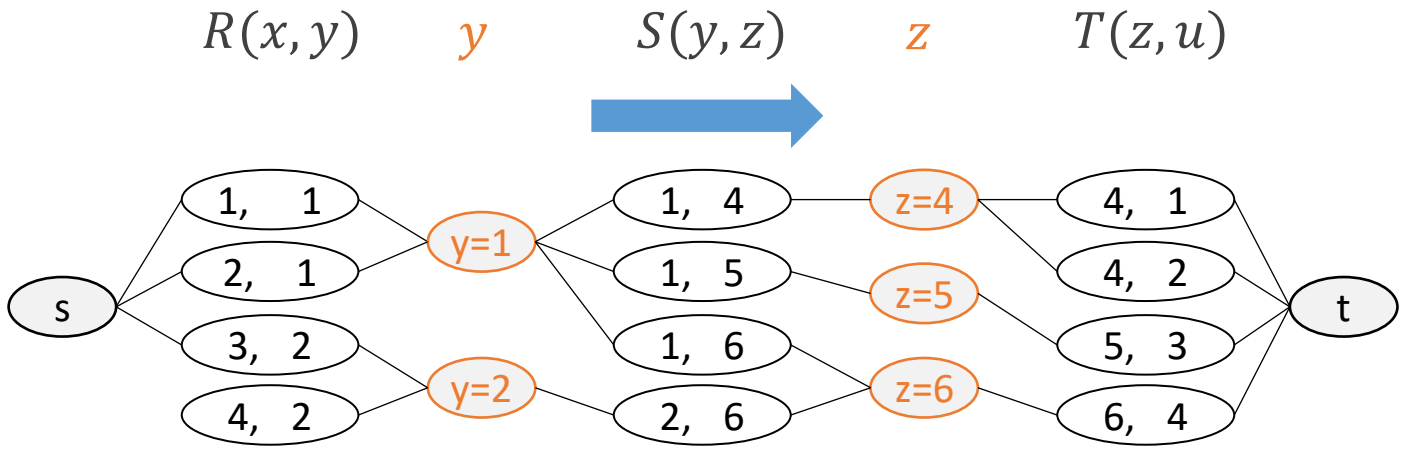 R(x, y) y S(y, z) z T(z, u)
1, 1 1, 4 z=4 4, 1
y=1
2, 1 1, 5 4, 2
z=5
s t
3, 2 1, 6 5, 3
y=2 z=6
4, 2 2, 6 6, 4